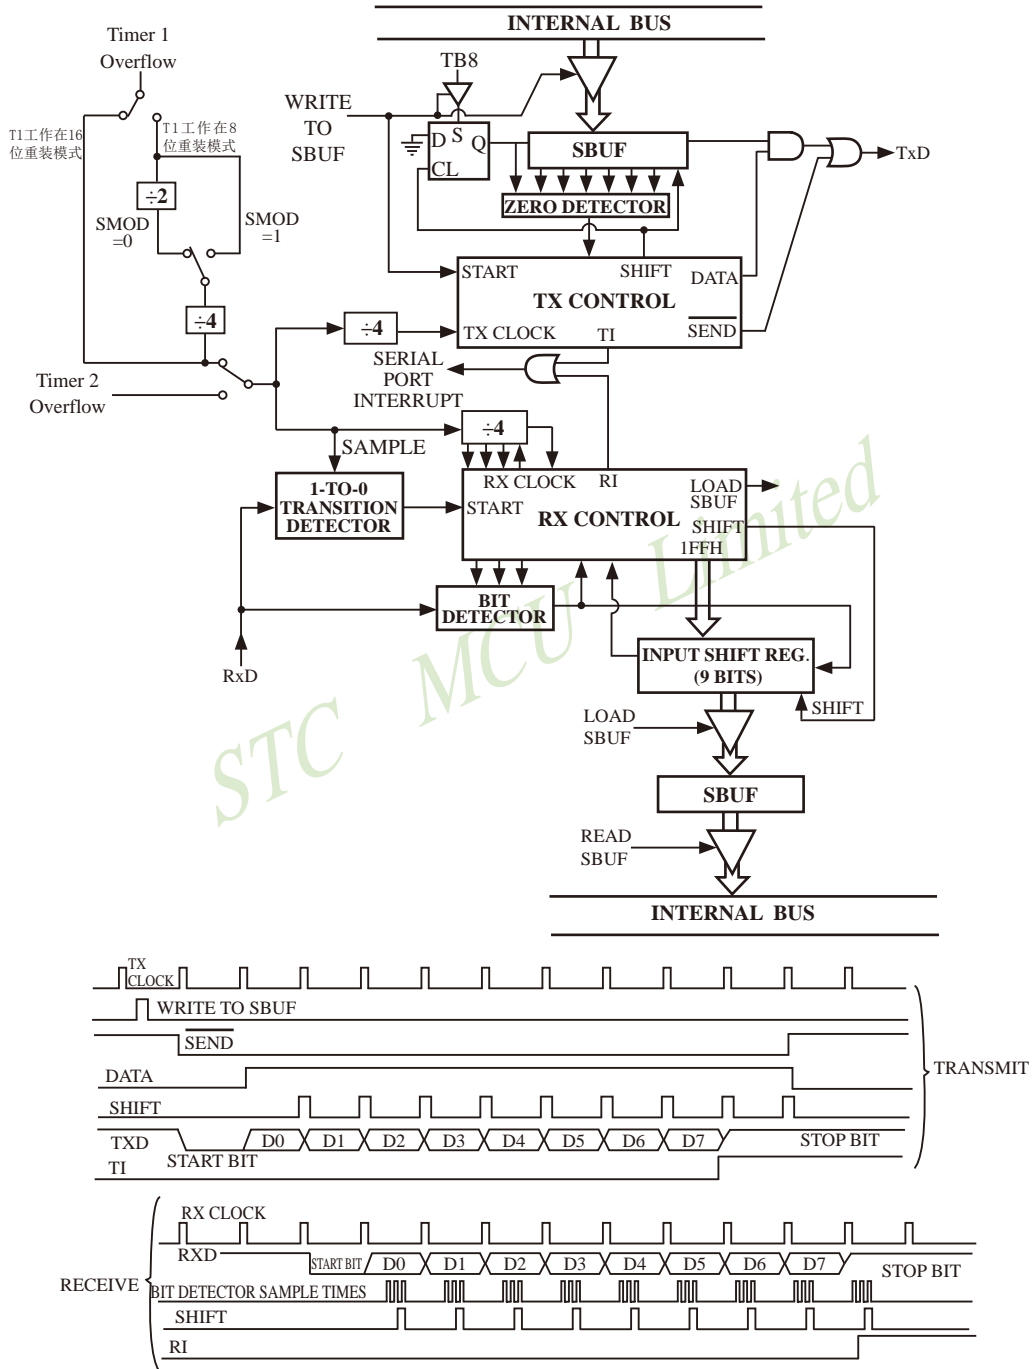 INTERNAL BUS
Timer 1
Overflow
TB8
WRITE
TO
SBUF
T1工作在16
位重装模式
T1工作在8
位重装模式
D S Q
CL
SBUF
TxD
÷2
ZERO DETECTOR
SMOD
=0
SMOD
=1
START
SHIFT
DATA
TX CONTROL
÷4
÷4
TX CLOCK
TI
SEND
SERIAL
PORT
INTERRUPT
Timer 2
Overflow
SAMPLE
÷4
1-TO-0
TRANSITION
DETECTOR
RX CLOCK
RI
LOAD
SBUF
START
RX CONTROL
SHIFT
1FFH
BIT
DETECTOR
RxD
INPUT SHIFT REG.
(9 BITS)
SHIFT
LOAD
SBUF
SBUF
READ
SBUF
INTERNAL BUS
STC MCU Limited
TX
CLOCK
WRITE TO SBUF
SEND
DATA
SHIFT
TXD
START BIT
D0 D1 D2 D3 D4 D5 D6 D7
STOP BIT
TI
TRANSMIT
RX CLOCK
RXD
START BIT
D0 D1 D2 D3 D4 D5 D6 D7
STOP BIT
RECEIVE
BIT DETECTOR SAMPLE TIMES
SHIFT
RI